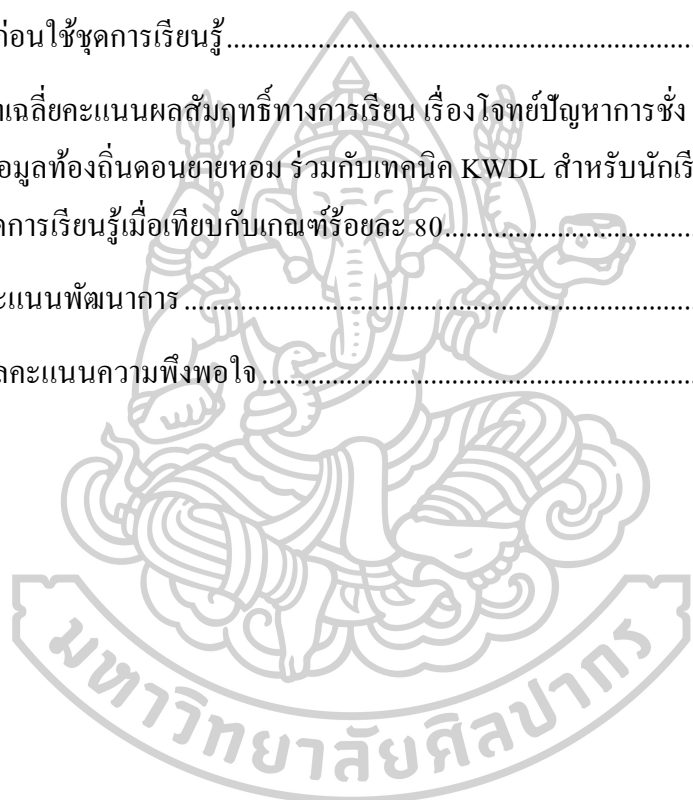 ก่อนใช้ชุดการเรียนรู้
เฉลี่ยคะแนนผลสัมฤทธิ์ทางการเรียน เรื่องโจทย์ปัญหาการชั่ง
อมูลท้องถิ่นดอนยายหอม ร่วมกับเทคนิค KWDL สำหรับนักเรี
การเรียนรู้เมื่อเทียบกับเกณฑ์ร้อยละ 80
ะแนนพัฒนาการ
คะแนนความพึงพอใจ
มหาวิทยาลัยศิลปากร